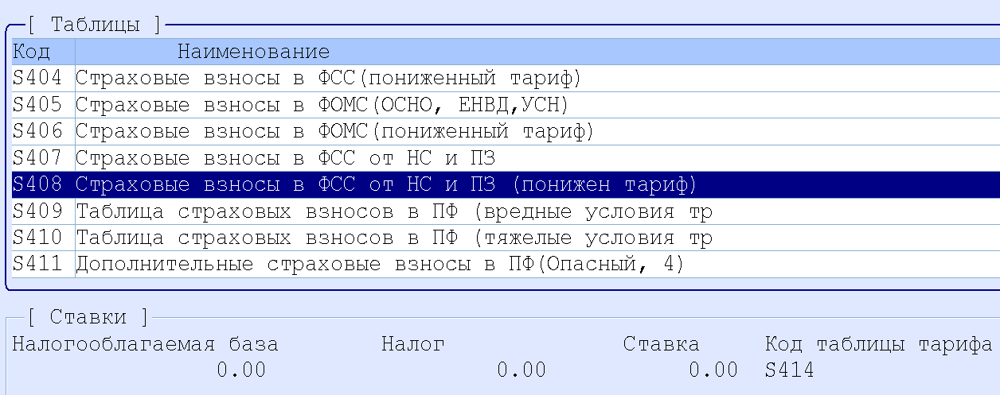 [ Таблицы ]
Код Наименование
S404 Страховые взносы в ФСС(пониженный тариф)
S405 Страховые взносы в ФОМС(ОСНО, ЕНВД,УСН)
S406 Страховые взносы в ФОМС(пониженный тариф)
S407 Страховые взносы в ФСС от НС и ПЗ
S408 Страховые взносы в ФСС от НС и ПЗ (понижен тариф)
S409 Таблица страховых взносов в ПФ (вредные условия тр
S410 Таблица страховых взносов в ПФ (тяжелые условия тр
S411 Дополнительные страховые взносы в ПФ(Опасный, 4)
[ Ставки ]
Налогооблагаемая база Налог Ставка Код таблицы тарифа
0.00 0.00 0.00 S414